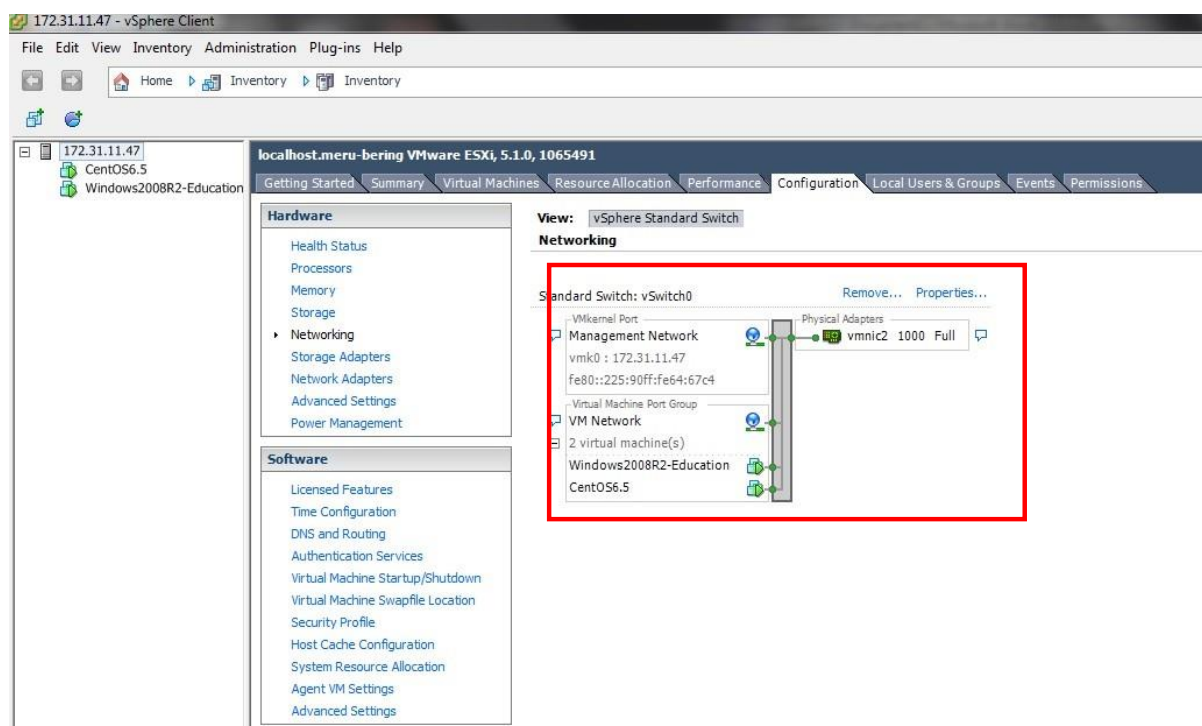 172.31.11.47 - vSphere Client
File Edit View Inventory Administration Plug-ins Help
Home Inventory Inventory
172.31.11.47
CentOS6.5
Windows2008R2-Education
localhost.meru-bering VMware ESXi, 5.1.0, 1065491
Getting Started Summary Virtual Machines Resource Allocation Performance Configuration Local Users & Groups Events Permissions
Hardware
Health Status
Processors
Memory
Storage
Networking
Storage Adapters
Network Adapters
Advanced Settings
Power Management
Software
Licensed Features
Time Configuration
DNS and Routing
Authentication Services
Virtual Machine Startup/Shutdown
Virtual Machine Swapfile Location
Security Profile
Host Cache Configuration
System Resource Allocation
Agent VM Settings
Advanced Settings
View: vSphere Standard Switch
Networking
Standard Switch: vSwitch0 Remove... Properties...
VMkernel Port
Management Network
vmk0 : 172.31.11.47
fe80::225:90ff:fe64:67c4
Virtual Machine Port Group
VM Network
2 virtual machine(s)
Windows2008R2-Education
CentOS6.5
Physical Adapters
vmnic2 1000 Full